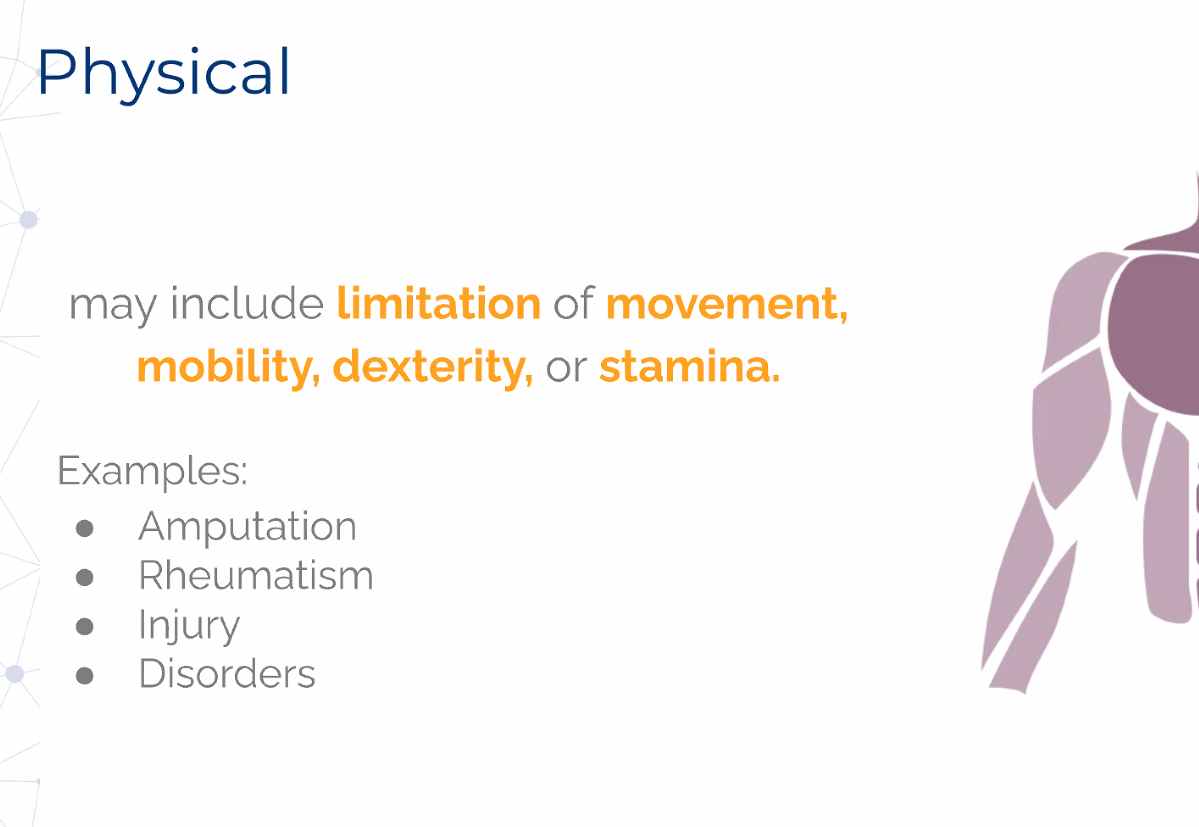 Physical
may include limitation of movement,
mobility, dexterity, or stamina.
Examples:
● Amputation
● Rheumatism
● Injury
● Disorders